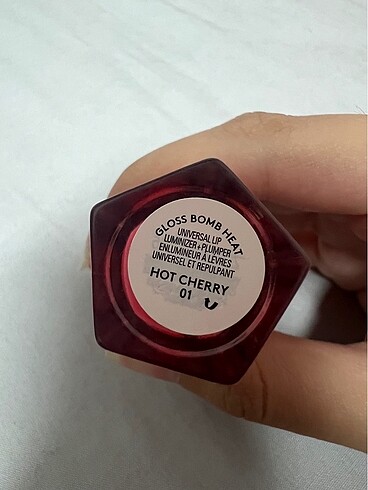 GLOSS BOMB HEAT
UNIVERSAL LIP
LUMINIZER + PLUMPER
ENLUMINEUR À LÈVRES
UNIVERSEL ET REPULPANT
HOT CHERRY
01